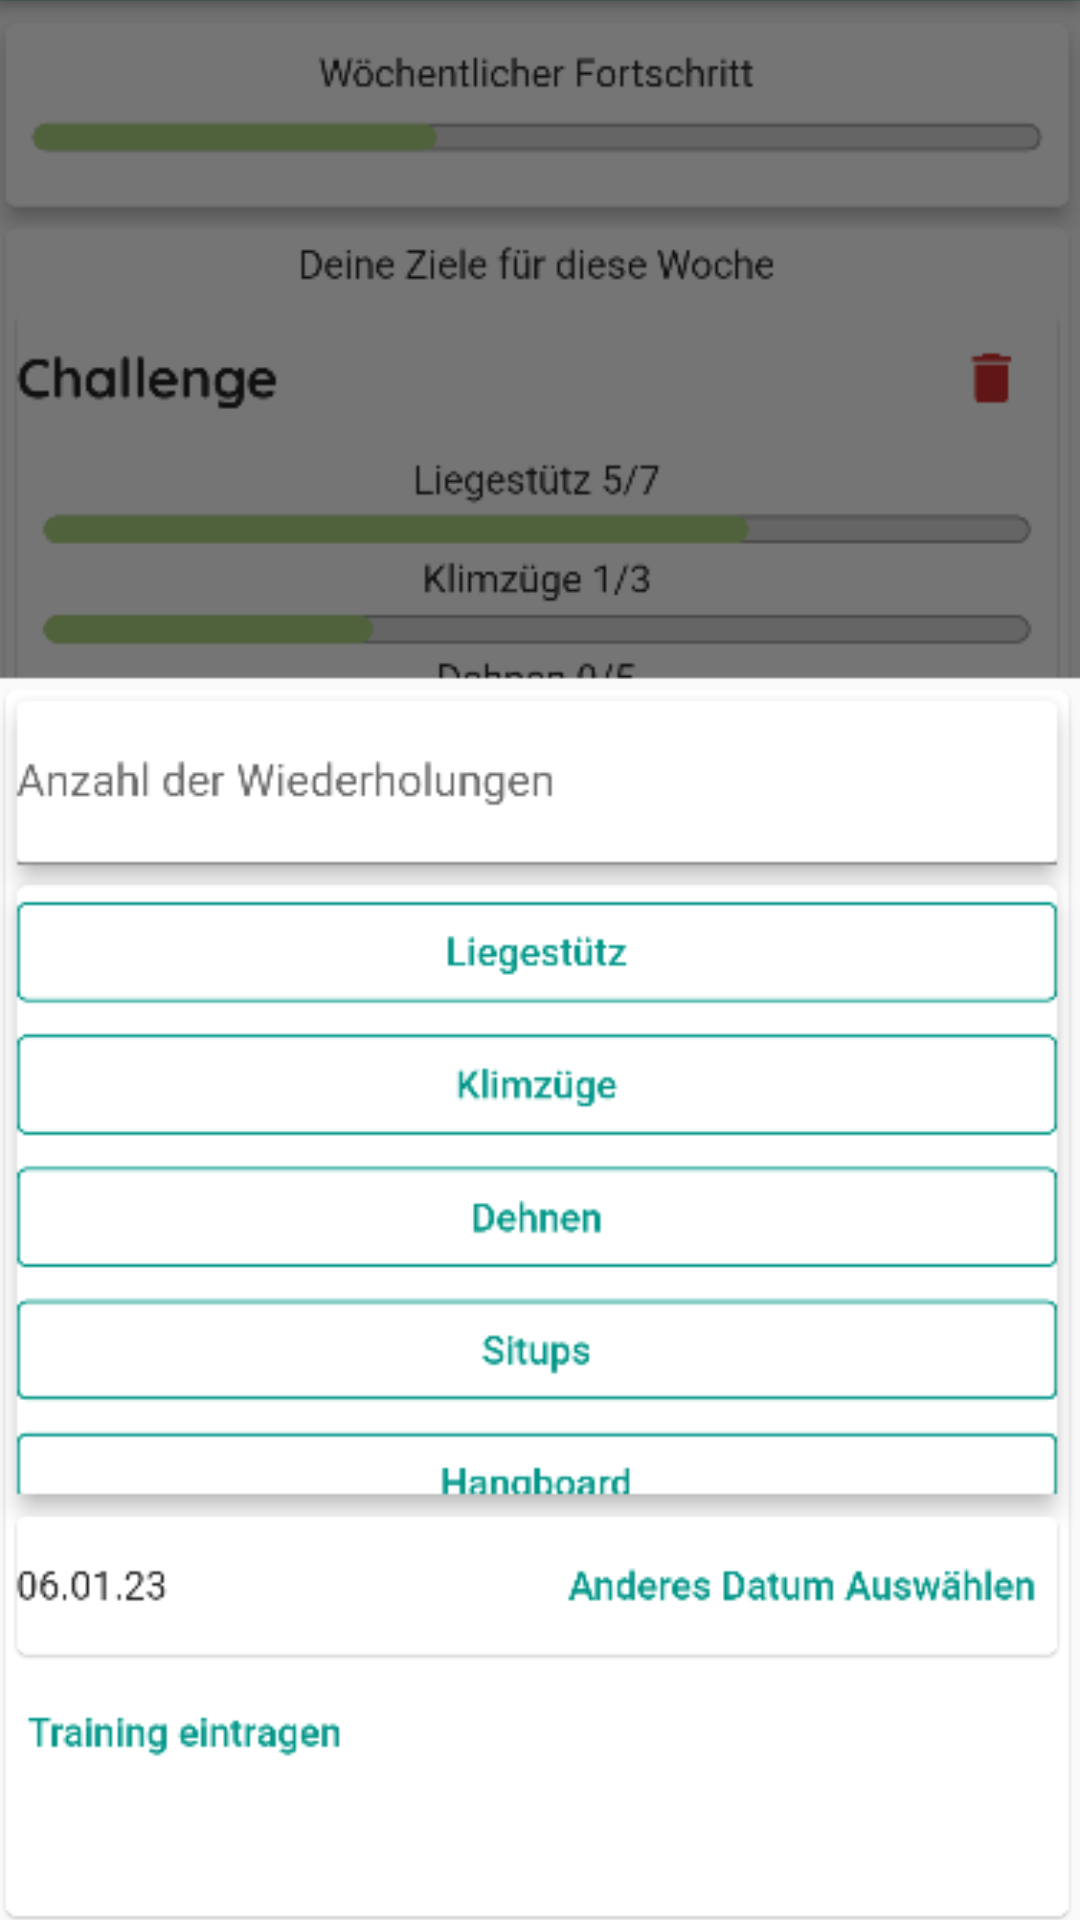 Wöchentlicher Fortschritt
Deine Ziele für diese Woche
Challenge
Liegestütz 5/7
Klimzüge 1/3
Dehnen 0/5
Anzahl der Wiederholungen
Liegestütz
Klimzüge
Dehnen
Situps
Hangboard
06.01.23 Anderes Datum Auswählen
Training eintragen